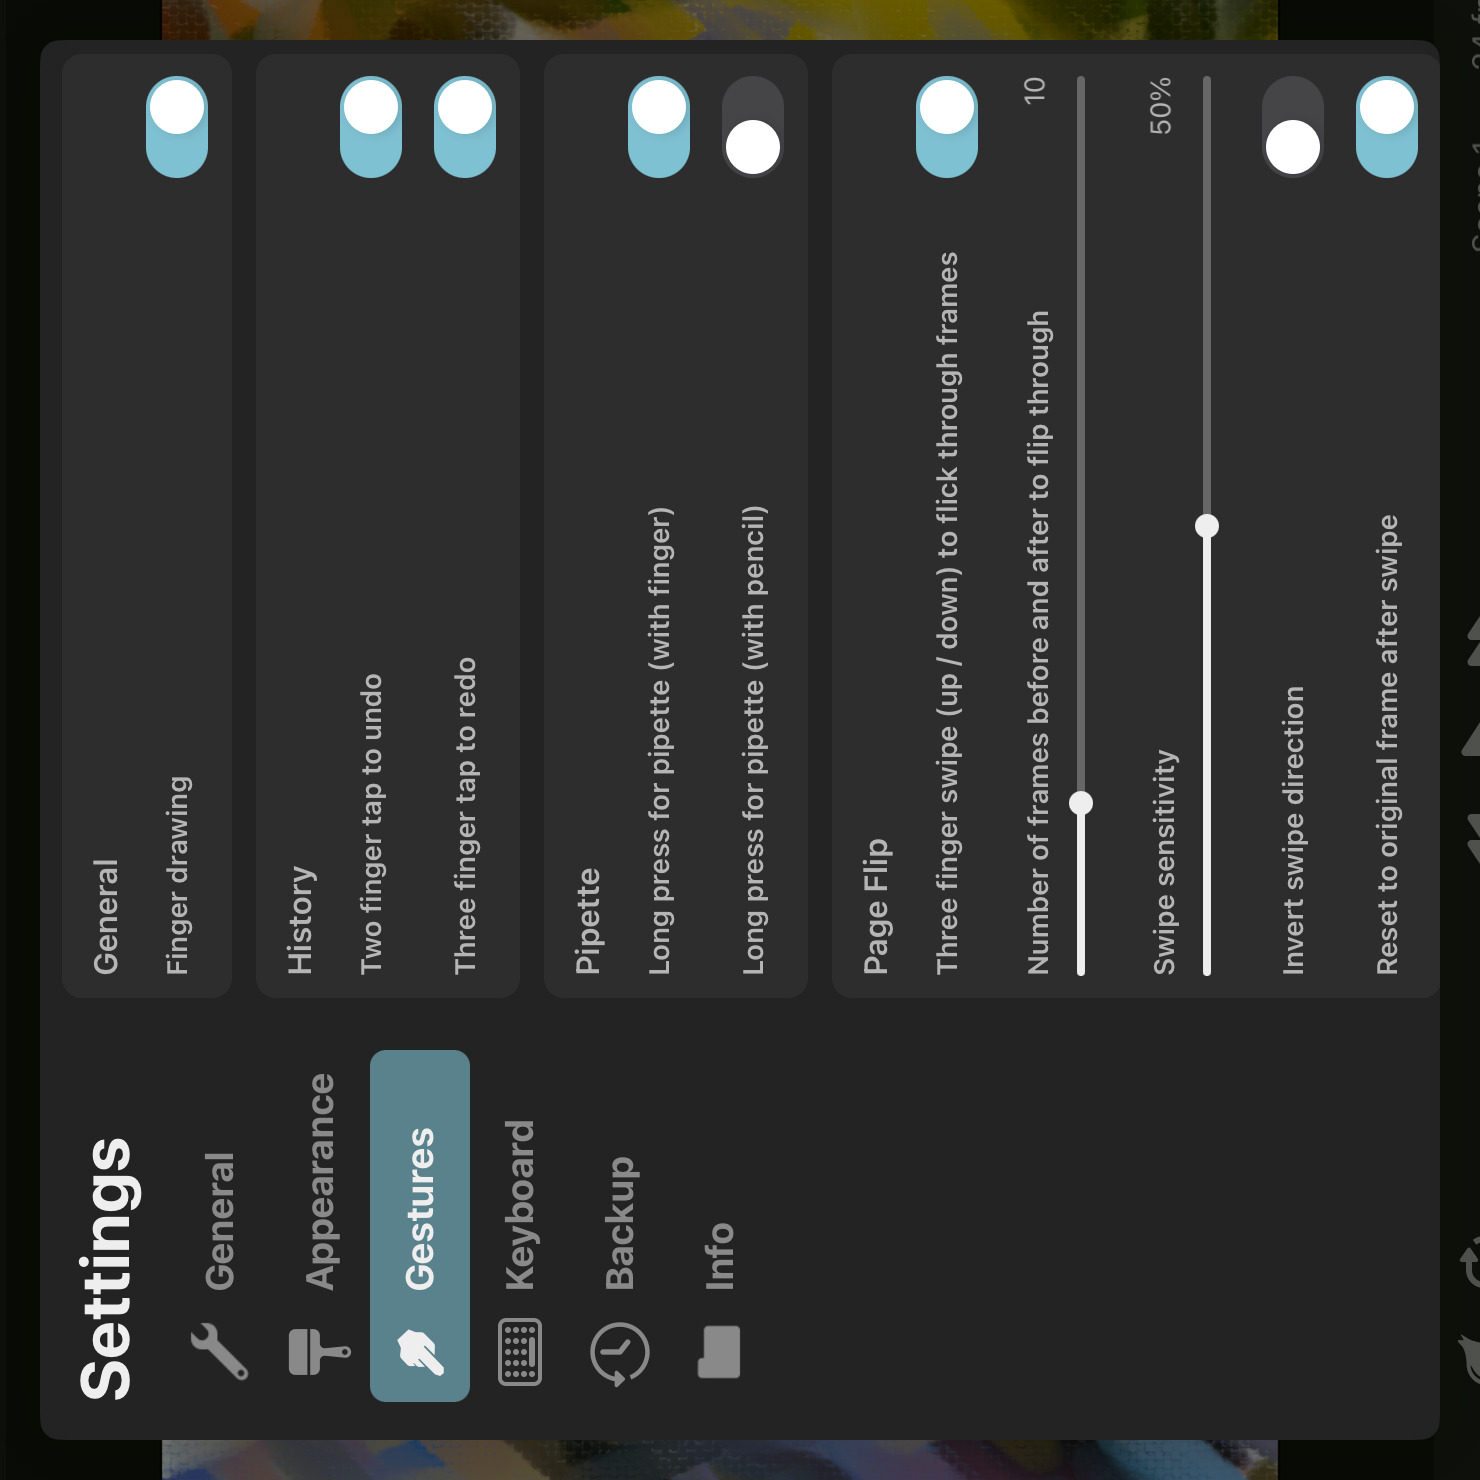 Settings
General
Appearance
Gestures
Keyboard
Backup
Info
General
Finger drawing
History
Two finger tap to undo
Three finger tap to redo
Pipette
Long press for pipette (with finger)
Long press for pipette (with pencil)
Page Flip
Three finger swipe (up / down) to flick through frames
Number of frames before and after to flip through 10
Swipe sensitivity 50%
Invert swipe direction
Reset to original frame after swipe